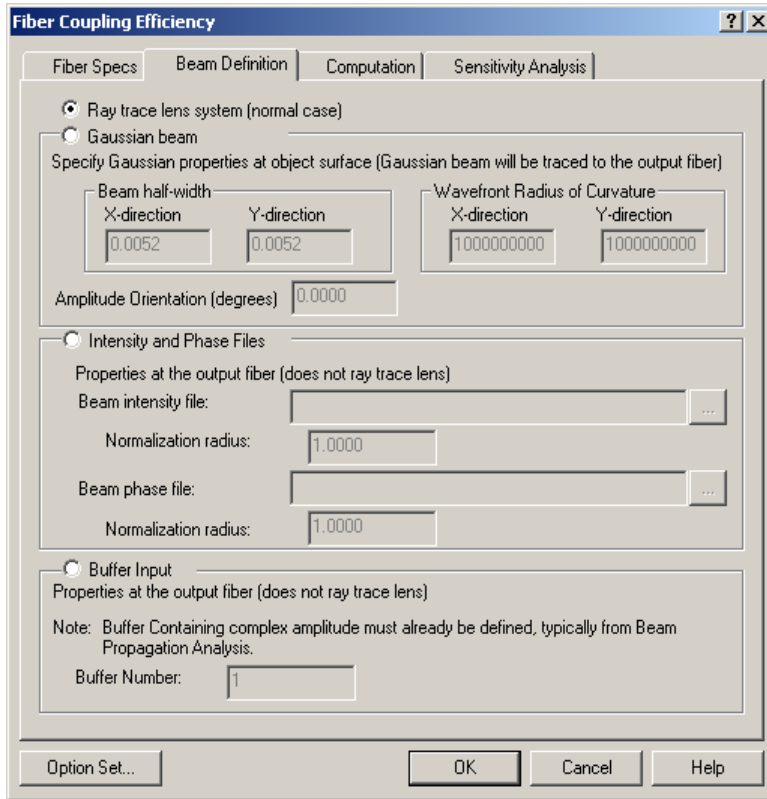 Fiber Coupling Efficiency
Fiber Specs Beam Definition Computation Sensitivity Analysis
Ray trace lens system (normal case)
Gaussian beam
Specify Gaussian properties at object surface (Gaussian beam will be traced to the output fiber)
Beam half-width Wavefront Radius of Curvature
X-direction Y-direction X-direction Y-direction
0.0052 0.0052 1000000000 1000000000
Amplitude Orientation (degrees) 0.0000
Intensity and Phase Files
Properties at the output fiber (does not ray trace lens)
Beam intensity file: ...
Normalization radius: 1.0000
Beam phase file: ...
Normalization radius: 1.0000
Buffer Input
Properties at the output fiber (does not ray trace lens)
Note: Buffer Containing complex amplitude must already be defined, typically from Beam
Propagation Analysis.
Buffer Number: 1
Option Set... OK Cancel Help